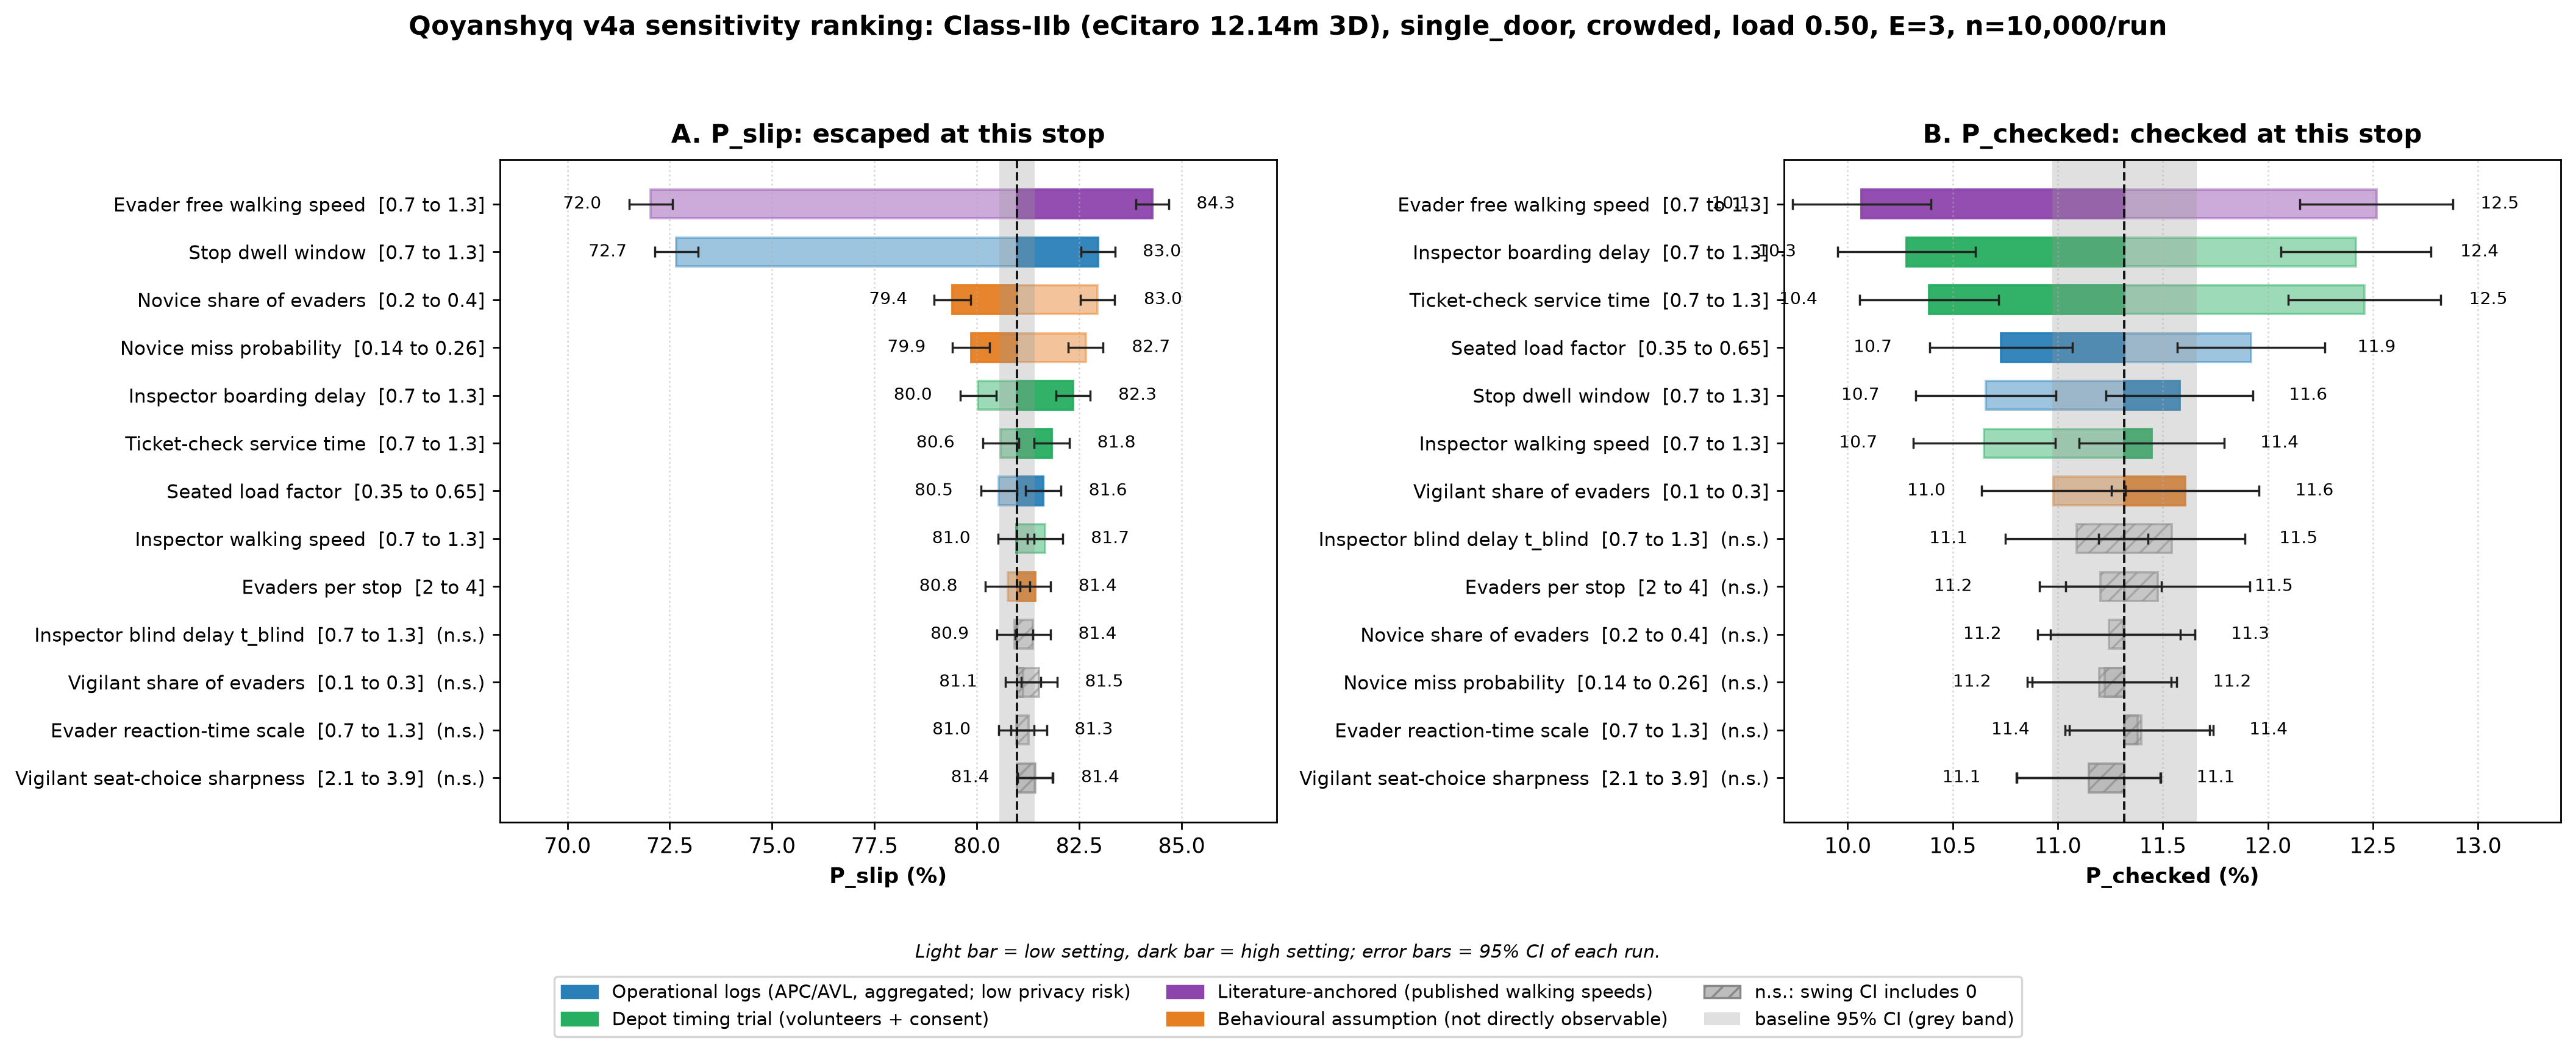 Qoyanshyq v4a sensitivity ranking: Class-IIb (eCitaro 12.14m 3D), single_door, crowded, load 0.50, E=3, n=10,000/run
A. P_slip: escaped at this stop
Evader free walking speed [0.7 to 1.3] 72.0 84.3
Stop dwell window [0.7 to 1.3] 72.7 83.0
Novice share of evaders [0.2 to 0.4] 79.4 83.0
Novice miss probability [0.14 to 0.26] 79.9 82.7
Inspector boarding delay [0.7 to 1.3] 80.0 82.3
Ticket-check service time [0.7 to 1.3] 80.6 81.8
Seated load factor [0.35 to 0.65] 80.5 81.6
Inspector walking speed [0.7 to 1.3] 81.0 81.7
Evaders per stop [2 to 4] 80.8 81.4
Inspector blind delay t_blind [0.7 to 1.3] (n.s.) 80.9 81.4
Vigilant share of evaders [0.1 to 0.3] (n.s.) 81.1 81.5
Evader reaction-time scale [0.7 to 1.3] (n.s.) 81.0 81.3
Vigilant seat-choice sharpness [2.1 to 3.9] (n.s.) 81.4 81.4
70.0 72.5 75.0 77.5 80.0 82.5 85.0
P_slip (%)
B. P_checked: checked at this stop
Evader free walking speed [0.7 to 1.3] 10.1 12.5
Inspector boarding delay [0.7 to 1.3] 10.3 12.4
Ticket-check service time [0.7 to 1.3] 10.4 12.5
Seated load factor [0.35 to 0.65] 10.7 11.9
Stop dwell window [0.7 to 1.3] 10.7 11.6
Inspector walking speed [0.7 to 1.3] 10.7 11.4
Vigilant share of evaders [0.1 to 0.3] 11.0 11.6
Inspector blind delay t_blind [0.7 to 1.3] (n.s.) 11.1 11.5
Evaders per stop [2 to 4] (n.s.) 11.2 11.5
Novice share of evaders [0.2 to 0.4] (n.s.) 11.2 11.3
Novice miss probability [0.14 to 0.26] (n.s.) 11.2 11.2
Evader reaction-time scale [0.7 to 1.3] (n.s.) 11.4 11.4
Vigilant seat-choice sharpness [2.1 to 3.9] (n.s.) 11.1 11.1
10.0 10.5 11.0 11.5 12.0 12.5 13.0
P_checked (%)
Light bar = low setting, dark bar = high setting; error bars = 95% CI of each run.
Operational logs (APC/AVL, aggregated; low privacy risk)
Depot timing trial (volunteers + consent)
Literature-anchored (published walking speeds)
Behavioural assumption (not directly observable)
n.s.: swing CI includes 0
baseline 95% CI (grey band)